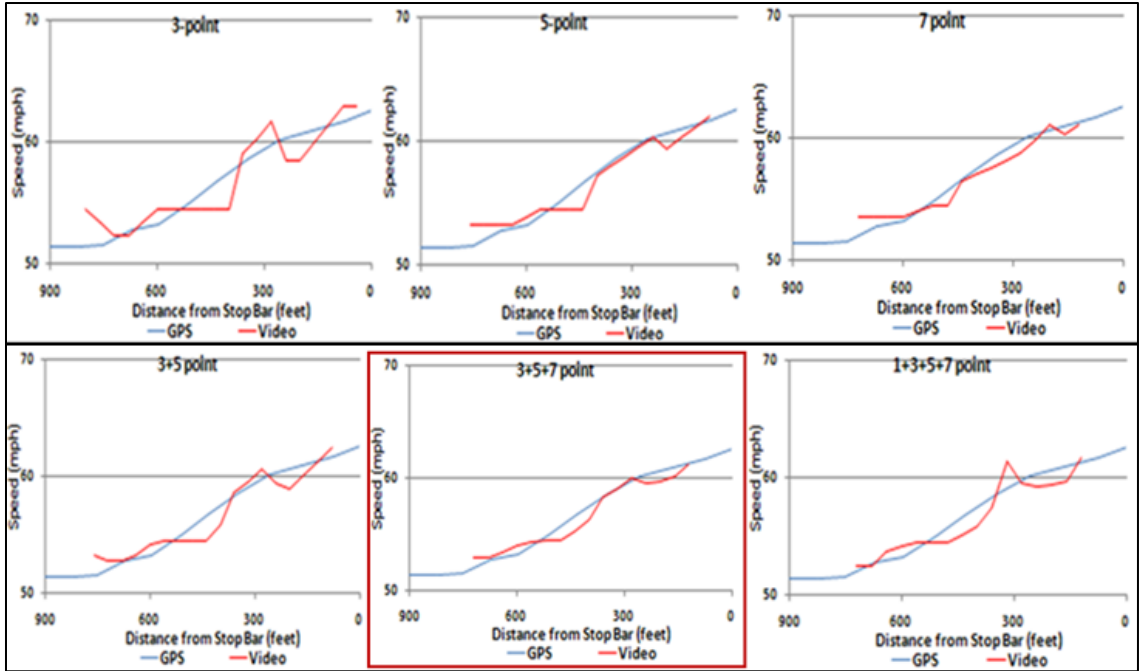 3-point
70
60
50
Speed (mph)
900 600 300 0
Distance from Stop Bar (feet)
GPS Video
5-point
70
60
50
Speed (mph)
900 600 300 0
Distance from Stop Bar (feet)
GPS Video
7 point
70
60
50
Speed (mph)
900 600 300 0
Distance from Stop Bar (feet)
GPS Video
3+5 point
70
60
50
Speed (mph)
900 600 300 0
Distance from Stop Bar (feet)
GPS Video
3+5+7 point
70
60
50
Speed (mph)
900 600 300 0
Distance from Stop Bar (feet)
GPS Video
1+3+5+7 point
70
60
50
Speed (mph)
900 600 300 0
Distance from Stop Bar (feet)
GPS Video